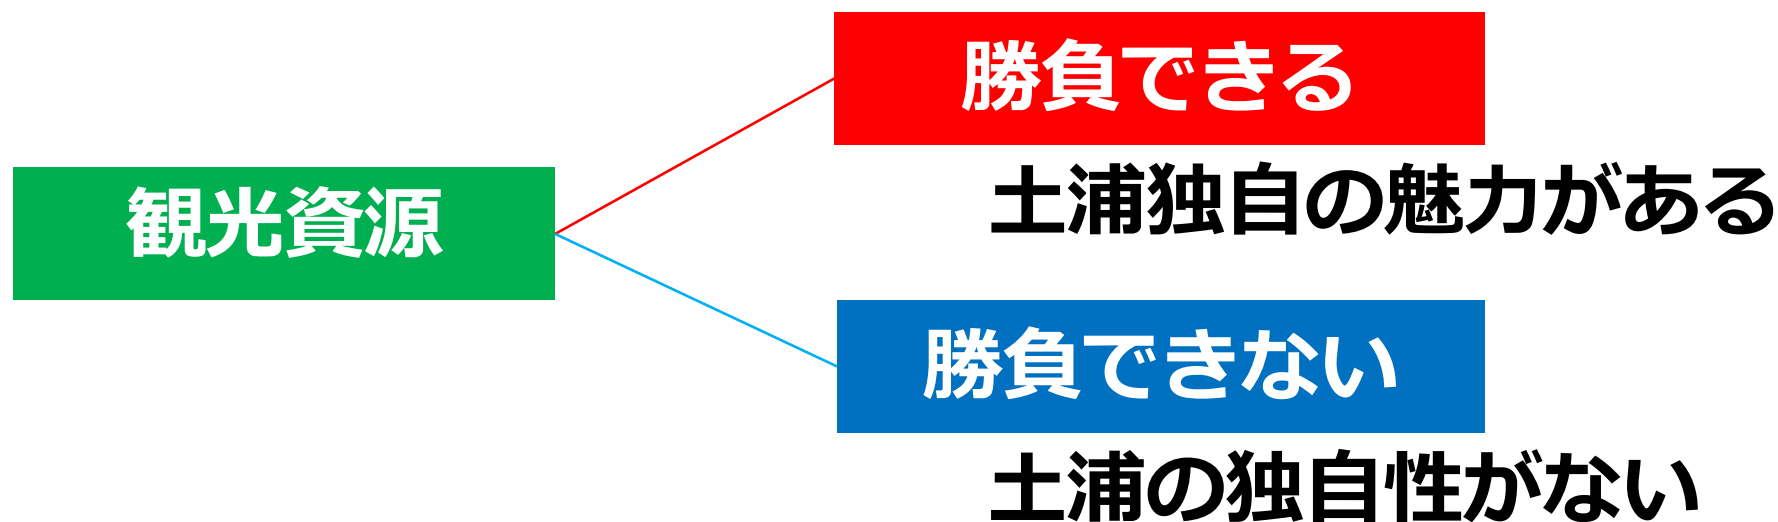 観光資源
勝負できる
土浦独自の魅力がある
勝負できない
土浦の独自性がない